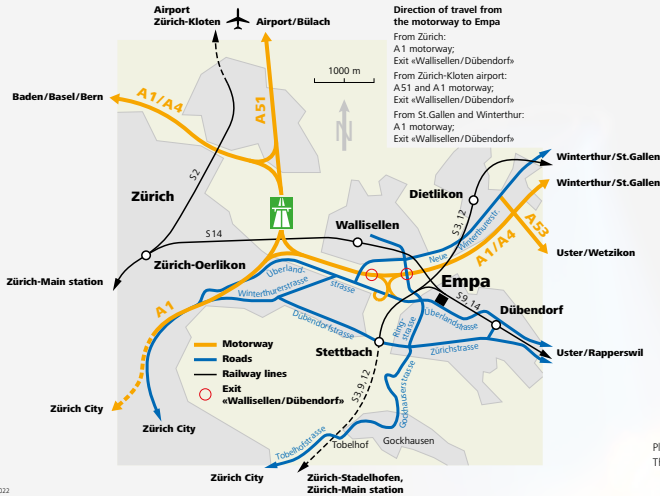 Airport
Zürich-Kloten
Airport/Bülach
Direction of travel from
the motorway to Empa
From Zürich:
A1 motorway;
Exit «Wallisellen/Dübendorf»
From Zürich-Kloten airport:
A51 and A1 motorway;
Exit «Wallisellen/Dübendorf»
From St.Gallen and Winterthur:
A1 motorway;
Exit «Wallisellen/Dübendorf»
1000 m
N
Baden/Basel/Bern
A1/A4
A51
S2
Winterthur/St.Gallen
Winterthur/St.Gallen
Dietlikon
Zürich
S3, 12
Neue Winterthurerstr.
A53
A1/A4
Uster/Wetzikon
Wallisellen
S14
Zürich-Oerlikon
Zürich-Main station
Überland-
strasse
Winterthurerstrasse
Empa
S9, 14
Dübendorf
A1
Dübendorfstrasse
Ring-
strasse
Überlandstrasse
Zürichstrasse
Stettbach
Uster/Rapperswil
Motorway
Roads
Railway lines
Exit
«Wallisellen/Dübendorf»
S3, 9, 12
Gockhauserstrasse
Zürich City
Zürich City
Tobelhofstrasse
Tobelhof
Gockhausen
Zürich City
Zürich-Stadelhofen,
Zürich-Main station
Pl
Th
022